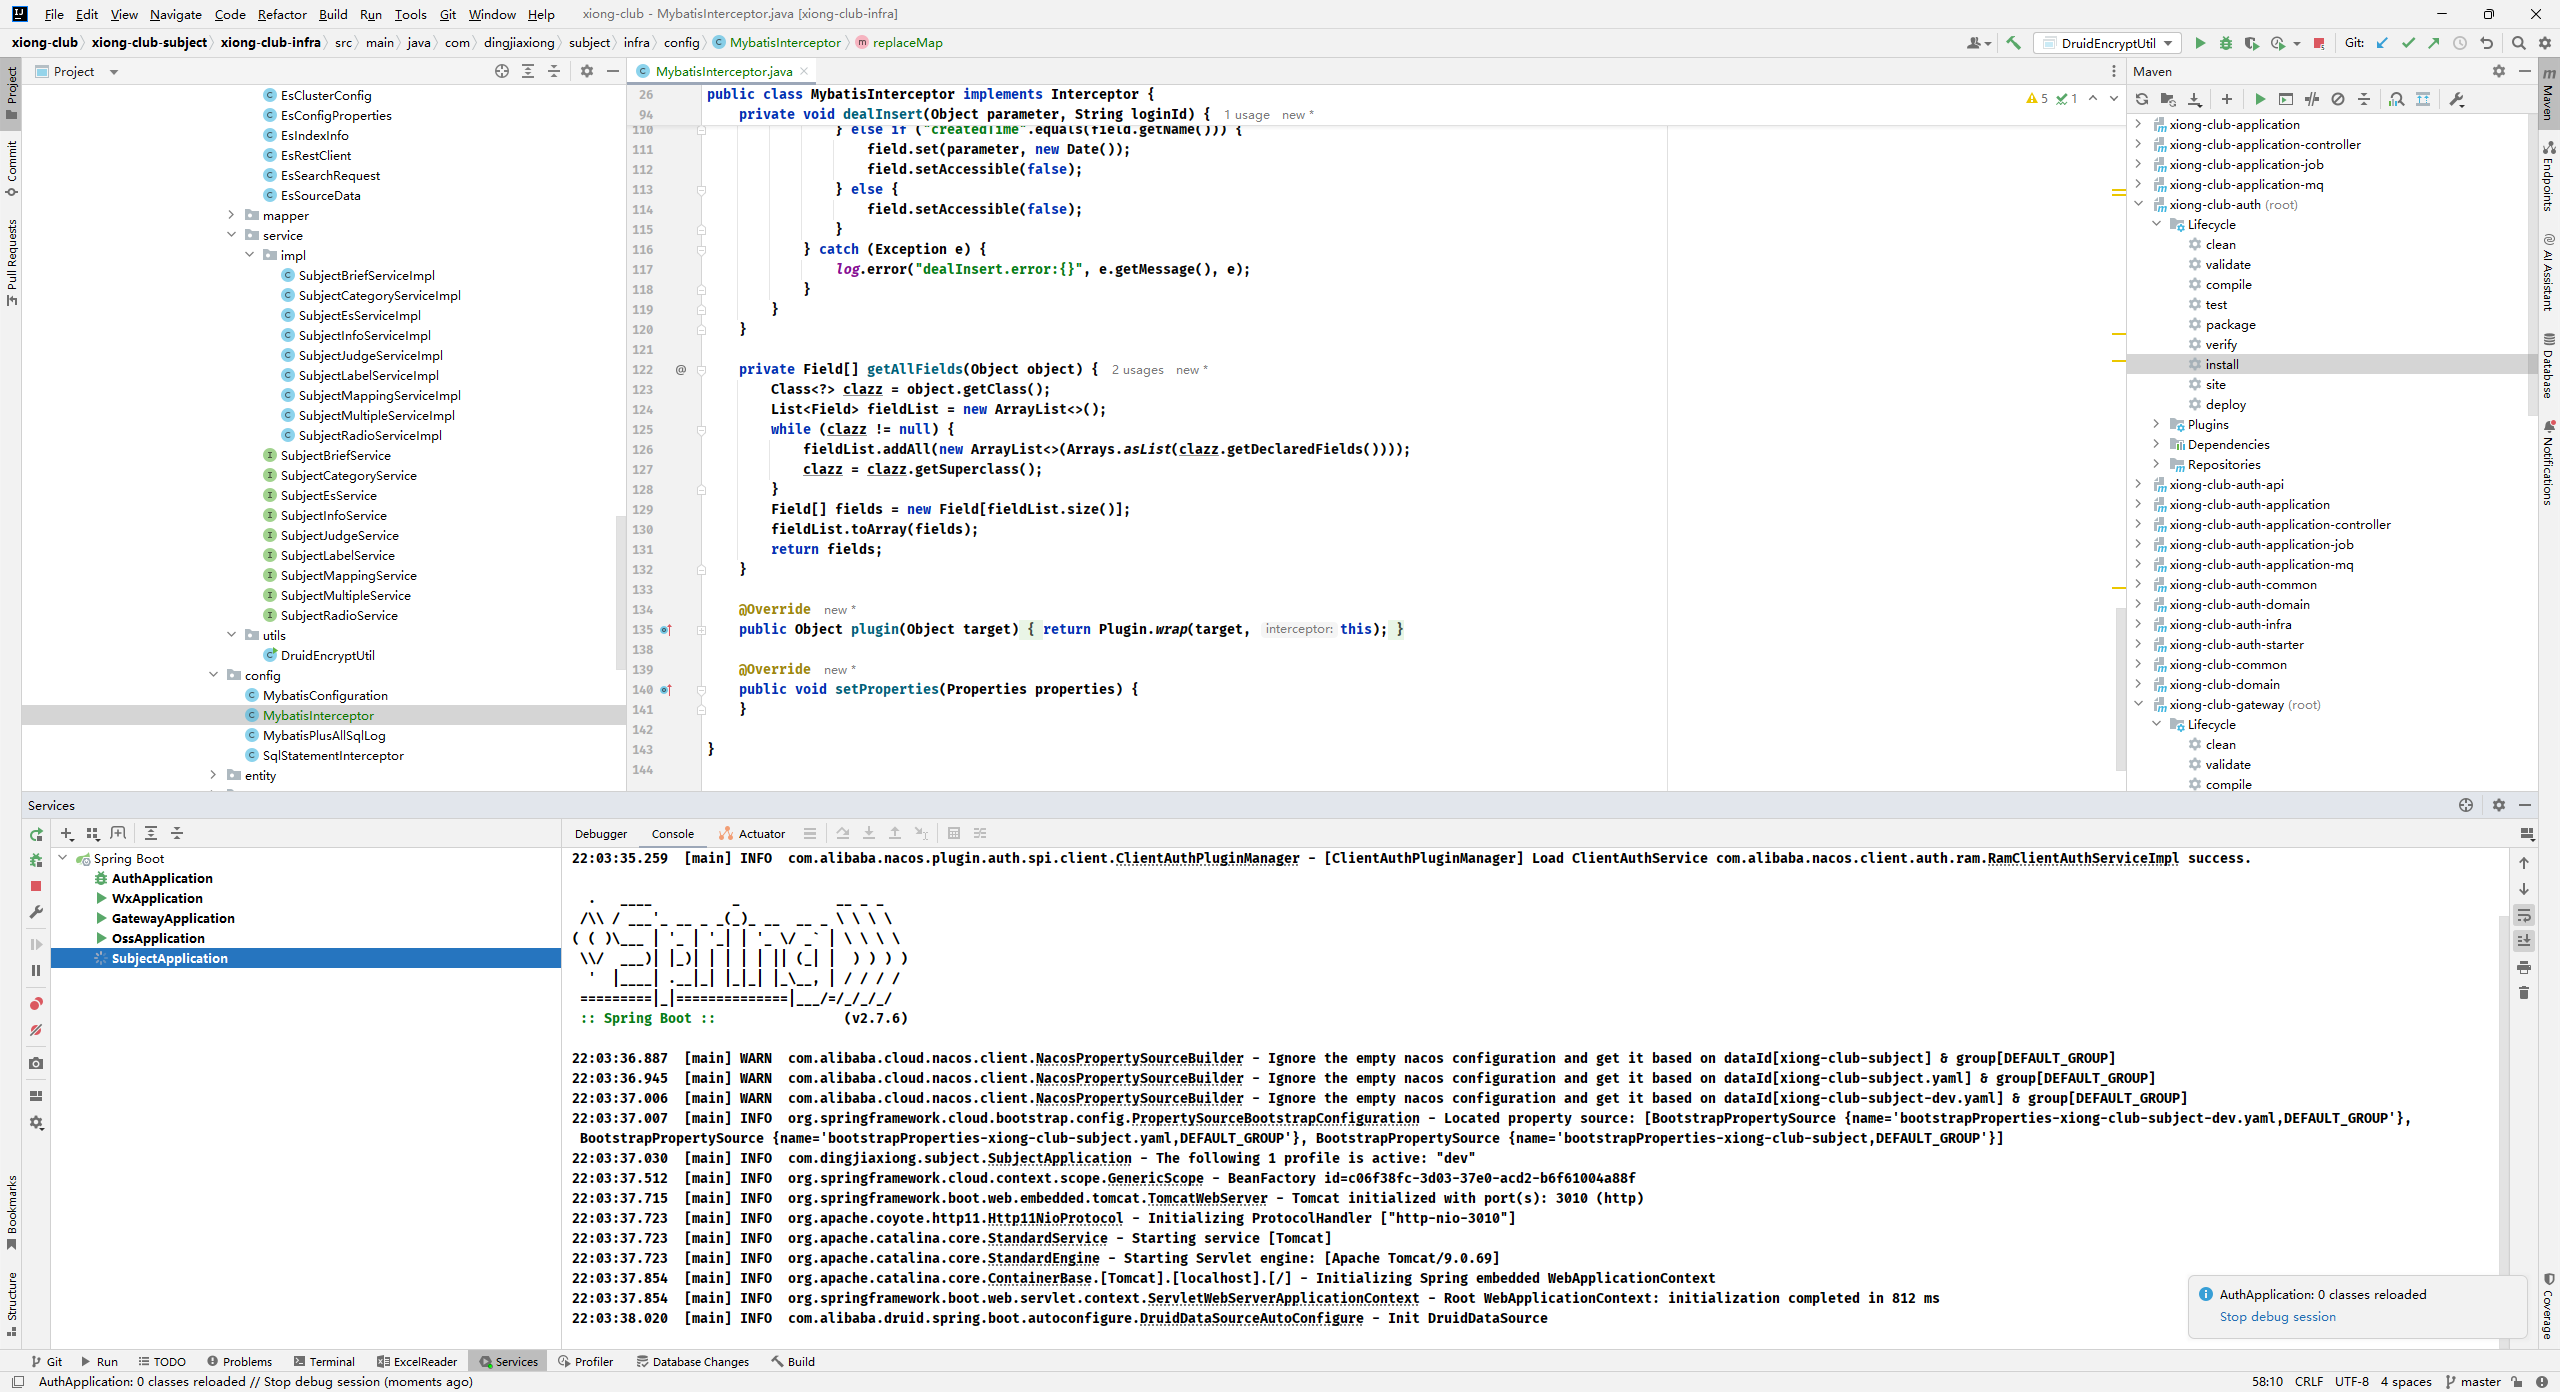 File Edit View Navigate Code Refactor Build Run Tools Git Window Help xiong-club - MybatisInterceptor.java [xiong-club-infra]
xiong-club xiong-club-subject xiong-club-infra src main java com dingjiaxiong subject infra config MybatisInterceptor replaceMap DruidEncryptUtil Git:
Project
Commit
Pull Requests
Bookmarks
Structure
Project
EsClusterConfig
EsConfigProperties
EsIndexInfo
EsRestClient
EsSearchRequest
EsSourceData
mapper
service
impl
SubjectBriefServiceImpl
SubjectCategoryServiceImpl
SubjectEsServiceImpl
SubjectInfoServiceImpl
SubjectJudgeServiceImpl
SubjectLabelServiceImpl
SubjectMappingServiceImpl
SubjectMultipleServiceImpl
SubjectRadioServiceImpl
SubjectBriefService
SubjectCategoryService
SubjectEsService
SubjectInfoService
SubjectJudgeService
SubjectLabelService
SubjectMappingService
SubjectMultipleService
SubjectRadioService
utils
DruidEncryptUtil
config
MybatisConfiguration
MybatisInterceptor
MybatisPlusAllSqlLog
SqlStatementInterceptor
entity
MybatisInterceptor.java
5 1
26 public class MybatisInterceptor implements Interceptor {
94 private void dealInsert(Object parameter, String loginId) { 1 usage new *
110 } else if ("createdTime".equals(field.getName())) {
111 field.set(parameter, new Date());
112 field.setAccessible(false);
113 } else {
114 field.setAccessible(false);
115 }
116 } catch (Exception e) {
117 log.error("dealInsert.error:{}", e.getMessage(), e);
118 }
119 }
120 }
121
122 @ private Field[] getAllFields(Object object) { 2 usages new *
123 Class<?> clazz = object.getClass();
124 List<Field> fieldList = new ArrayList<>();
125 while (clazz != null) {
126 fieldList.addAll(new ArrayList<>(Arrays.asList(clazz.getDeclaredFields())));
127 clazz = clazz.getSuperclass();
128 }
129 Field[] fields = new Field[fieldList.size()];
130 fieldList.toArray(fields);
131 return fields;
132 }
133
134 @Override new *
135 public Object plugin(Object target) { return Plugin.wrap(target, interceptor: this); }
138
139 @Override new *
140 public void setProperties(Properties properties) {
141 }
142
143 }
144
Maven
xiong-club-application
xiong-club-application-controller
xiong-club-application-job
xiong-club-application-mq
xiong-club-auth (root)
Lifecycle
clean
validate
compile
test
package
verify
install
site
deploy
Plugins
Dependencies
Repositories
xiong-club-auth-api
xiong-club-auth-application
xiong-club-auth-application-controller
xiong-club-auth-application-job
xiong-club-auth-application-mq
xiong-club-auth-common
xiong-club-auth-domain
xiong-club-auth-infra
xiong-club-auth-starter
xiong-club-common
xiong-club-domain
xiong-club-gateway (root)
Lifecycle
clean
validate
compile
Maven
Endpoints
AI Assistant
Database
Notifications
Coverage
Services
Spring Boot
AuthApplication
WxApplication
GatewayApplication
OssApplication
SubjectApplication
Debugger Console Actuator
22:03:35.259 [main] INFO com.alibaba.nacos.plugin.auth.spi.client.ClientAuthPluginManager - [ClientAuthPluginManager] Load ClientAuthService com.alibaba.nacos.client.auth.ram.RamClientAuthServiceImpl success.
:: Spring Boot :: (v2.7.6)
22:03:36.887 [main] WARN com.alibaba.cloud.nacos.client.NacosPropertySourceBuilder - Ignore the empty nacos configuration and get it based on dataId[xiong-club-subject] & group[DEFAULT_GROUP]
22:03:36.945 [main] WARN com.alibaba.cloud.nacos.client.NacosPropertySourceBuilder - Ignore the empty nacos configuration and get it based on dataId[xiong-club-subject.yaml] & group[DEFAULT_GROUP]
22:03:37.006 [main] WARN com.alibaba.cloud.nacos.client.NacosPropertySourceBuilder - Ignore the empty nacos configuration and get it based on dataId[xiong-club-subject-dev.yaml] & group[DEFAULT_GROUP]
22:03:37.007 [main] INFO org.springframework.cloud.bootstrap.config.PropertySourceBootstrapConfiguration - Located property source: [BootstrapPropertySource {name='bootstrapProperties-xiong-club-subject-dev.yaml,DEFAULT_GROUP'},
BootstrapPropertySource {name='bootstrapProperties-xiong-club-subject.yaml,DEFAULT_GROUP'}, BootstrapPropertySource {name='bootstrapProperties-xiong-club-subject,DEFAULT_GROUP'}]
22:03:37.030 [main] INFO com.dingjiaxiong.subject.SubjectApplication - The following 1 profile is active: "dev"
22:03:37.512 [main] INFO org.springframework.cloud.context.scope.GenericScope - BeanFactory id=c06f38fc-3d03-37e0-acd2-b6f61004a88f
22:03:37.715 [main] INFO org.springframework.boot.web.embedded.tomcat.TomcatWebServer - Tomcat initialized with port(s): 3010 (http)
22:03:37.723 [main] INFO org.apache.coyote.http11.Http11NioProtocol - Initializing ProtocolHandler ["http-nio-3010"]
22:03:37.723 [main] INFO org.apache.catalina.core.StandardService - Starting service [Tomcat]
22:03:37.723 [main] INFO org.apache.catalina.core.StandardEngine - Starting Servlet engine: [Apache Tomcat/9.0.69]
22:03:37.854 [main] INFO org.apache.catalina.core.ContainerBase.[Tomcat].[localhost].[/] - Initializing Spring embedded WebApplicationContext
22:03:37.854 [main] INFO org.springframework.boot.web.servlet.context.ServletWebServerApplicationContext - Root WebApplicationContext: initialization completed in 812 ms
22:03:38.020 [main] INFO com.alibaba.druid.spring.boot.autoconfigure.DruidDataSourceAutoConfigure - Init DruidDataSource
AuthApplication: 0 classes reloaded
Stop debug session
Git Run TODO Problems Terminal ExcelReader Services Profiler Database Changes Build
AuthApplication: 0 classes reloaded // Stop debug session (moments ago) 58:10 CRLF UTF-8 4 spaces master